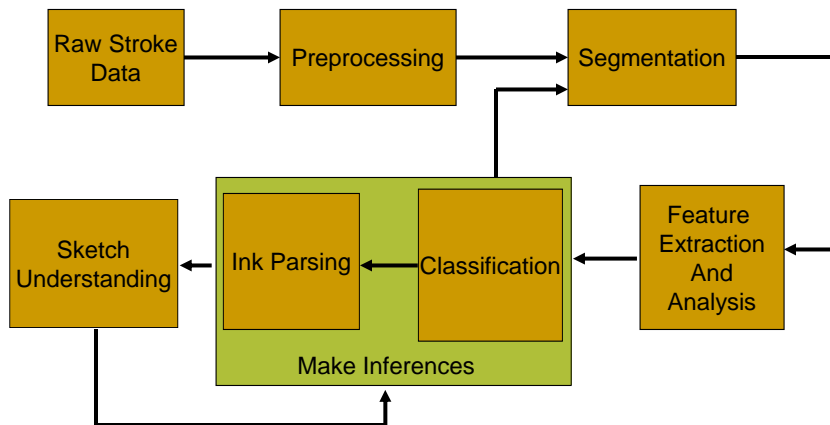 Raw Stroke
Data
Preprocessing
Segmentation
Sketch
Understanding
Ink Parsing
Classification
Feature
Extraction
And
Analysis
Make Inferences